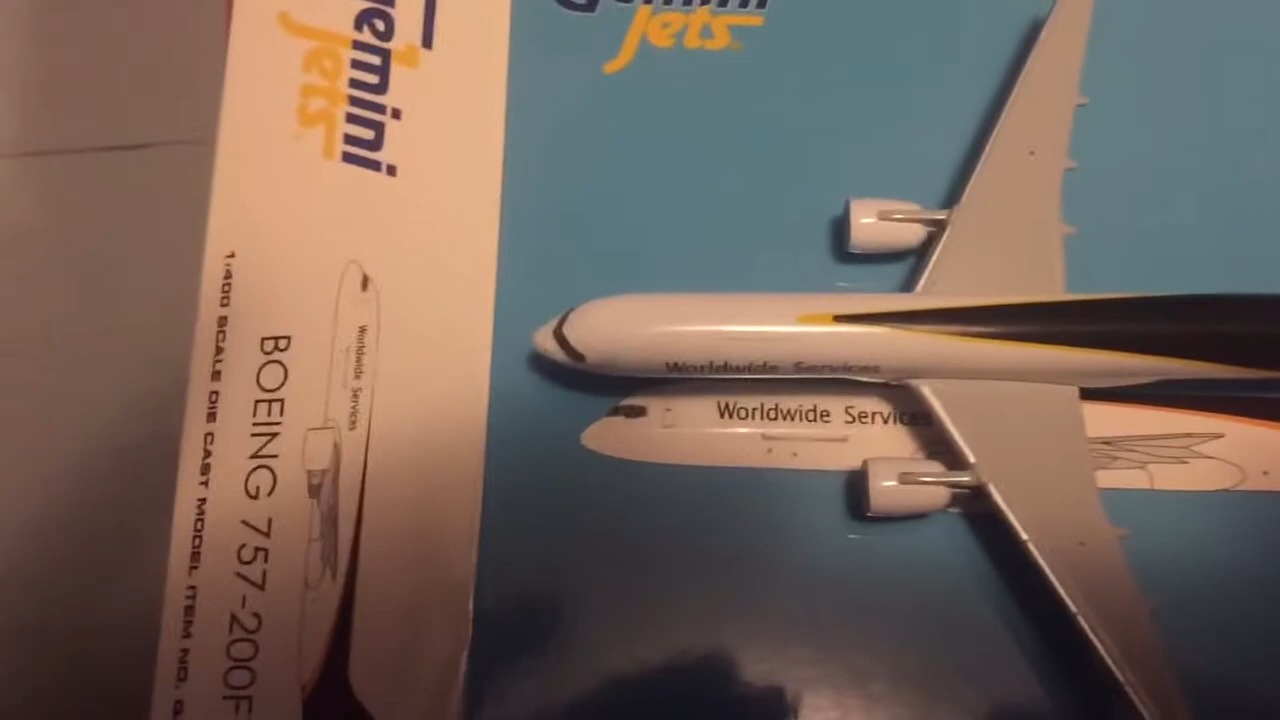 Gemini
Jets
Gemini
Jets
1:400 SCALE DIE CAST MODEL ITEM NO. G
BOEING 757-200F
Worldwide Services
Worldwide Services
Worldwide Services